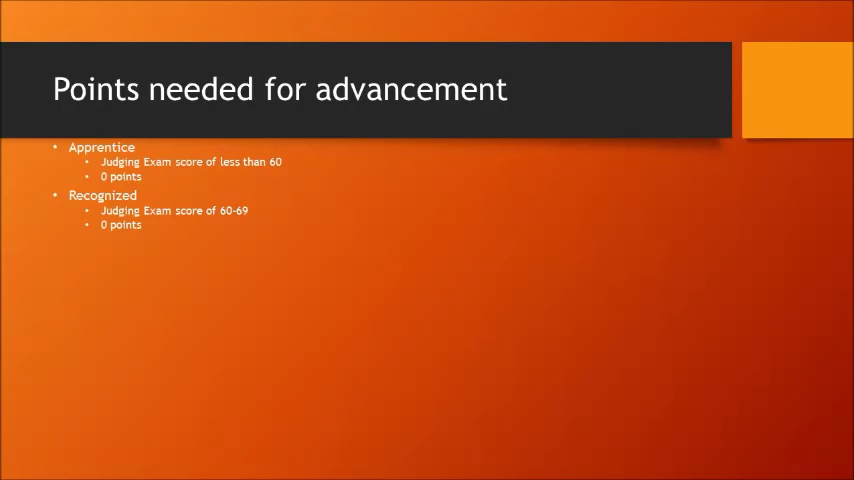 Points needed for advancement
• Apprentice
• Judging Exam score of less than 60
• 0 points
• Recognized
• Judging Exam score of 60-69
• 0 points